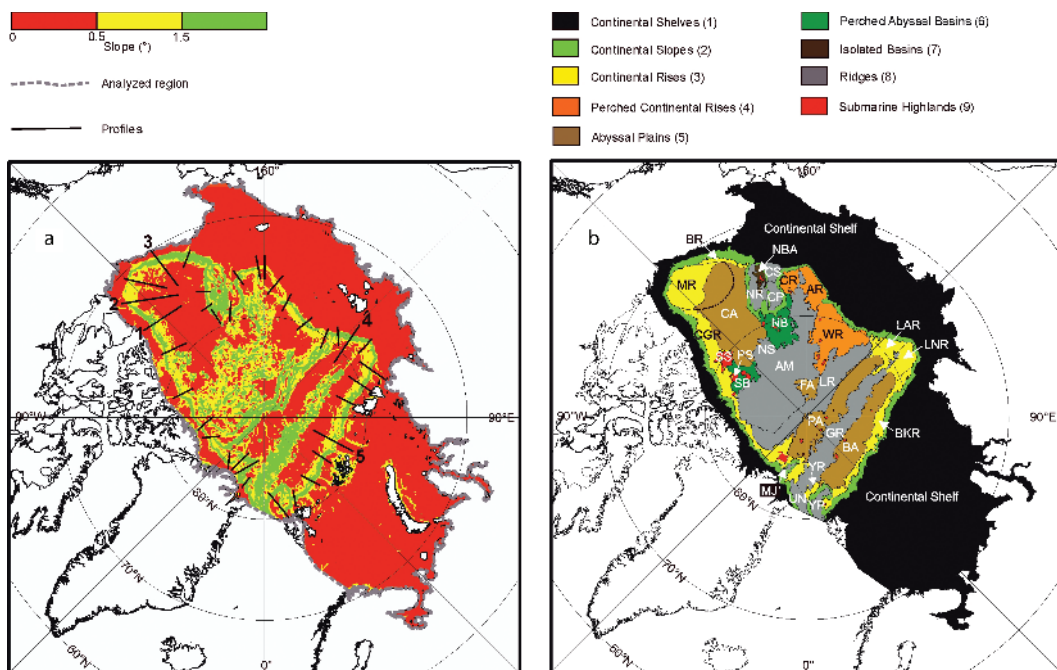 0 0.5 1.5
Slope (°)
Analyzed region
Profiles
Continental Shelves (1)
Continental Slopes (2)
Continental Rises (3)
Perched Continental Rises (4)
Abyssal Plains (5)
Perched Abyssal Basins (6)
Isolated Basins (7)
Ridges (8)
Submarine Highlands (9)
160°
a
3
2
1
4
5
90°W
90°E
80°N
70°N
60°N
0°
160°
b
Continental Shelf
BR
NBA
MR
CS
CR
AR
NR
CP
CA
NB
WR
CGR
LAR
LNR
NS
SS
PS
AM
SB
FA
LR
PA
GR
BKR
BA
YR
Continental Shelf
MJ
UN
YP
90°W
90°E
80°N
70°N
60°N
0°